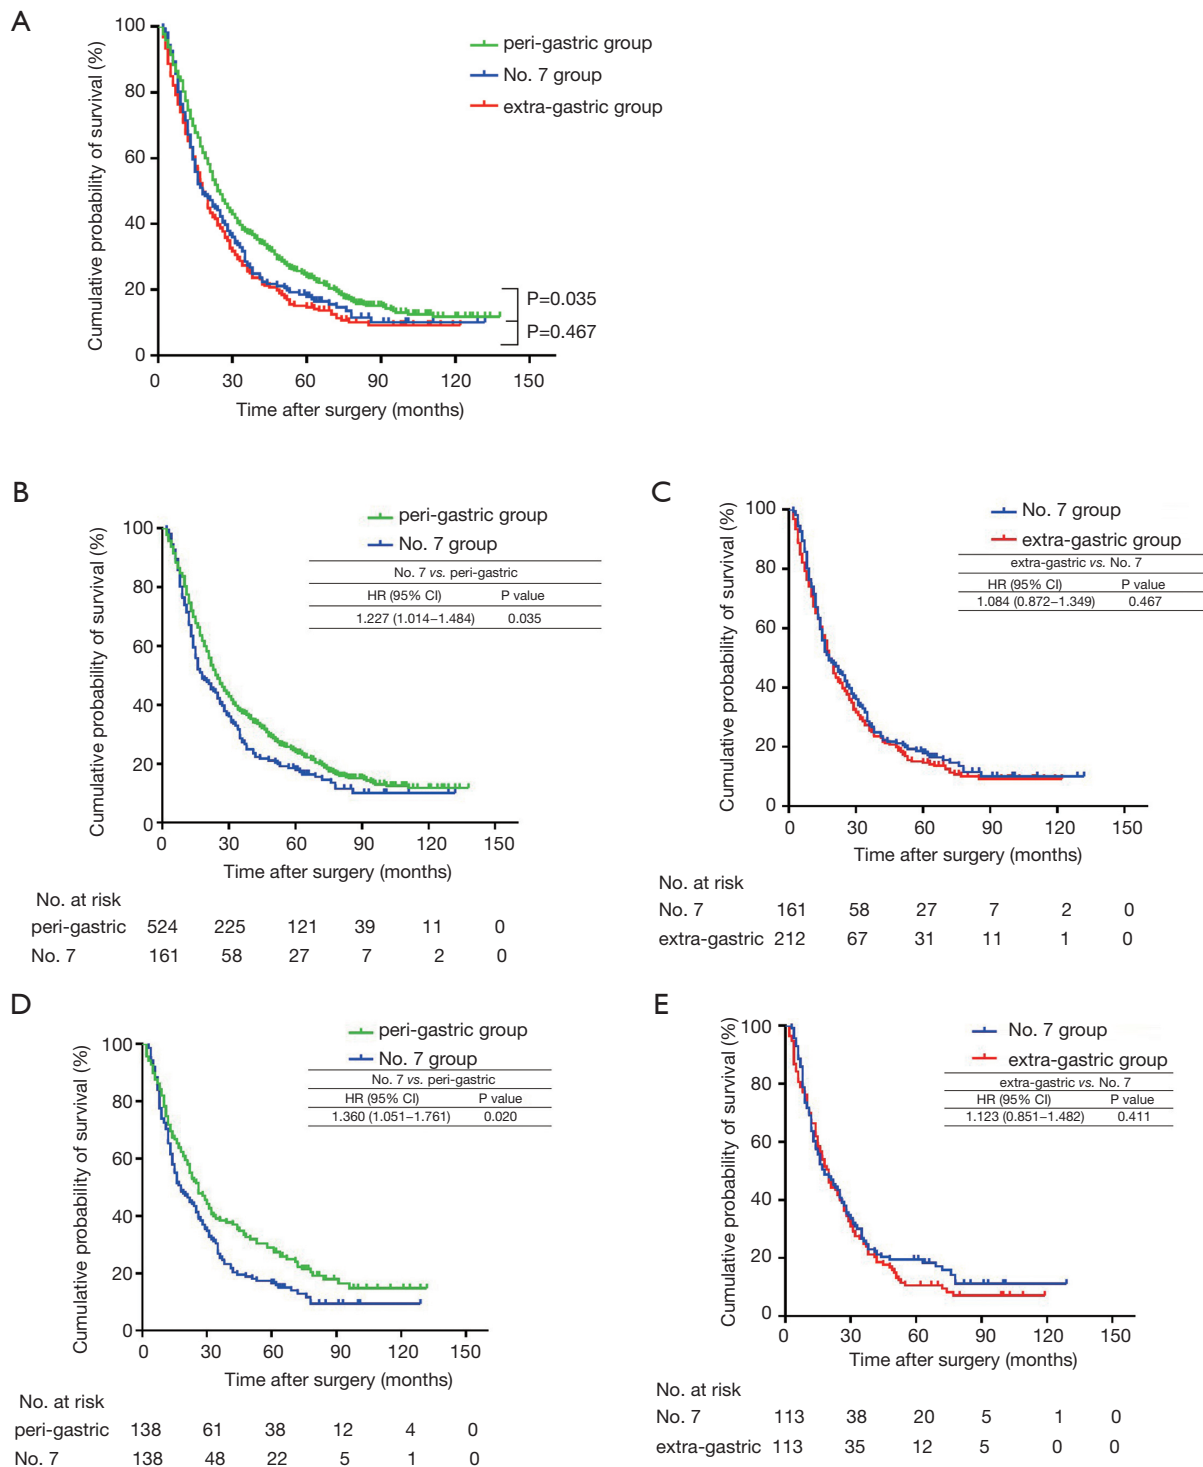 A
Cumulative probability of survival (%)
100
80
60
40
20
0
peri-gastric group
No. 7 group
extra-gastric group
P=0.035
P=0.467
0 30 60 90 120 150
Time after surgery (months)
B
Cumulative probability of survival (%)
100
80
60
40
20
0
peri-gastric group
No. 7 group
No. 7 vs. peri-gastric
HR (95% CI) P value
1.227 (1.014–1.484) 0.035
0 30 60 90 120 150
Time after surgery (months)
No. at risk
peri-gastric 524 225 121 39 11 0
No. 7 161 58 27 7 2 0
C
Cumulative probability of survival (%)
100
80
60
40
20
0
No. 7 group
extra-gastric group
extra-gastric vs. No. 7
HR (95% CI) P value
1.084 (0.872–1.349) 0.467
0 30 60 90 120 150
Time after surgery (months)
No. at risk
No. 7 161 58 27 7 2 0
extra-gastric 212 67 31 11 1 0
D
Cumulative probability of survival (%)
100
80
60
40
20
0
peri-gastric group
No. 7 group
No. 7 vs. peri-gastric
HR (95% CI) P value
1.360 (1.051–1.761) 0.020
0 30 60 90 120 150
Time after surgery (months)
No. at risk
peri-gastric 138 61 38 12 4 0
No. 7 138 48 22 5 1 0
E
Cumulative probability of survival (%)
100
80
60
40
20
0
No. 7 group
extra-gastric group
extra-gastric vs. No. 7
HR (95% CI) P value
1.123 (0.851–1.482) 0.411
0 30 60 90 120 150
Time after surgery (months)
No. at risk
No. 7 113 38 20 5 1 0
extra-gastric 113 35 12 5 0 0